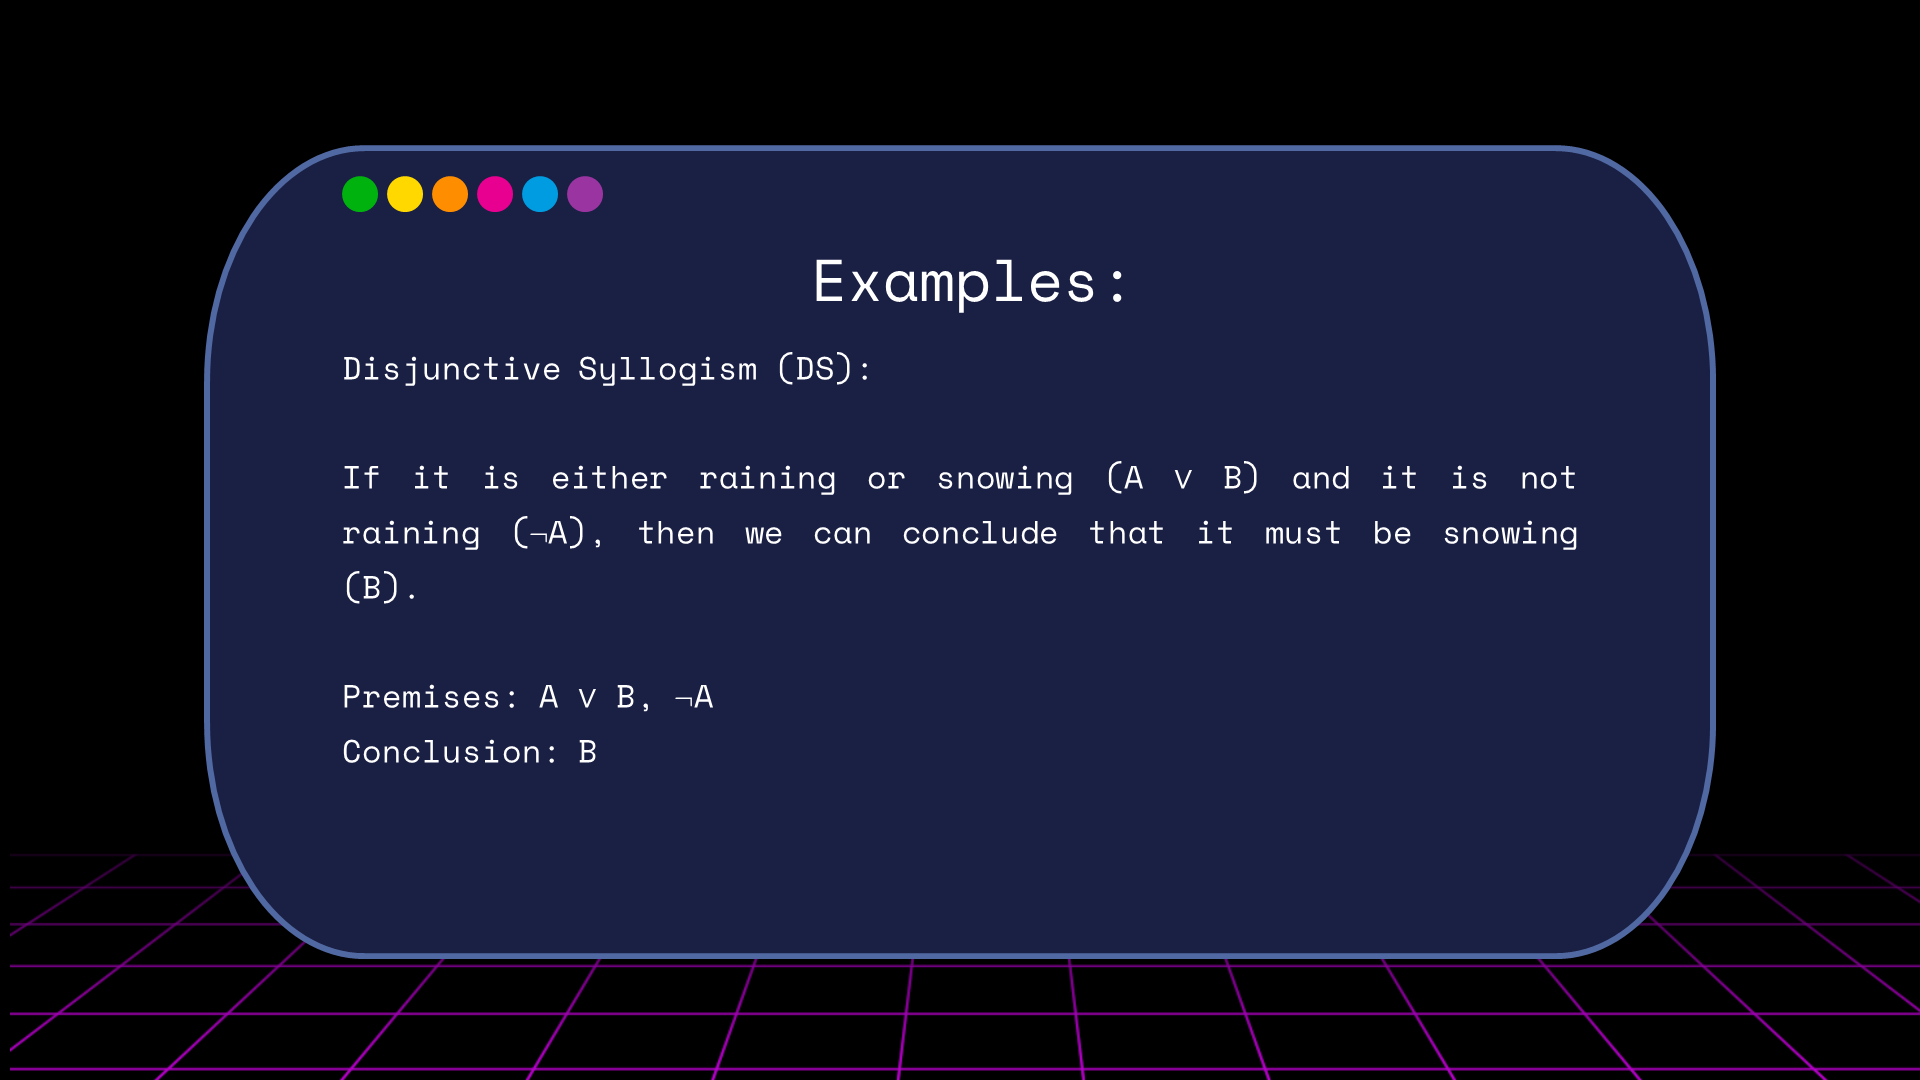 Examples:
Disjunctive Syllogism (DS):
If it is either raining or snowing (A ∨ B) and it is not
raining (¬A), then we can conclude that it must be snowing
(B).
Premises: A ∨ B, ¬A
Conclusion: B